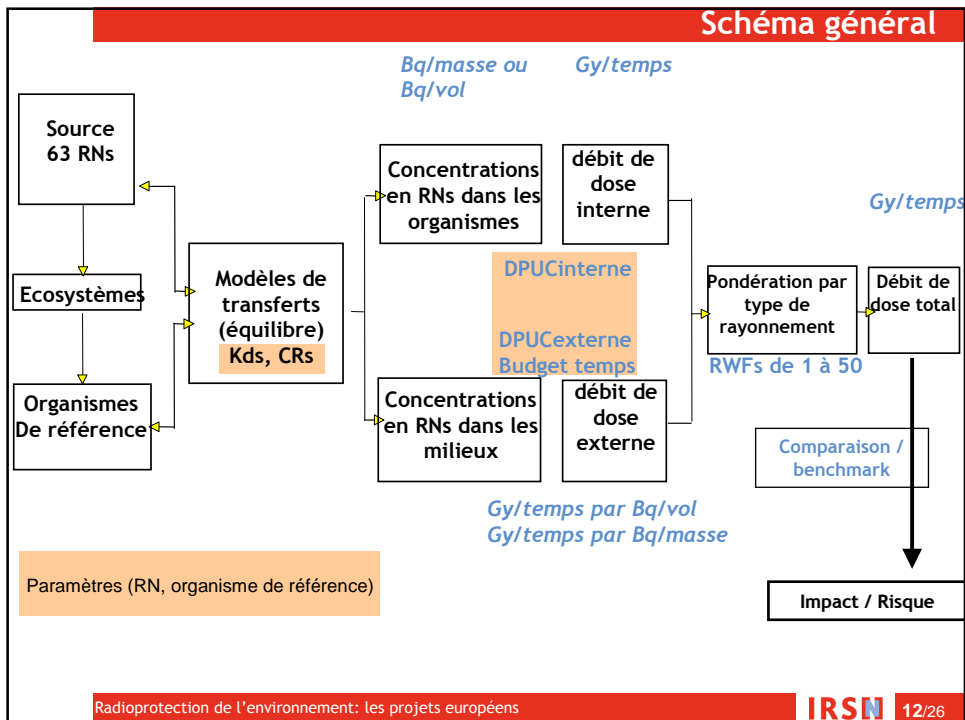 Schéma général
Bq/masse ou
Bq/vol
Gy/temps
Source
63 RNs
Concentrations
en RNs dans les
organismes
débit de
dose
interne
Gy/temps
Ecosystèmes
Modèles de
transferts
(équilibre)
Kds, CRs
DPUCinterne
DPUCexterne
Budget temps
Pondération par
type de
rayonnement
RWFs de 1 à 50
Débit de
dose total
Organismes
De référence
Concentrations
en RNs dans les
milieux
débit de
dose
externe
Comparaison /
benchmark
Gy/temps par Bq/vol
Gy/temps par Bq/masse
Paramètres (RN, organisme de référence)
Impact / Risque
Radioprotection de l'environnement: les projets européens
IRSN
12/26